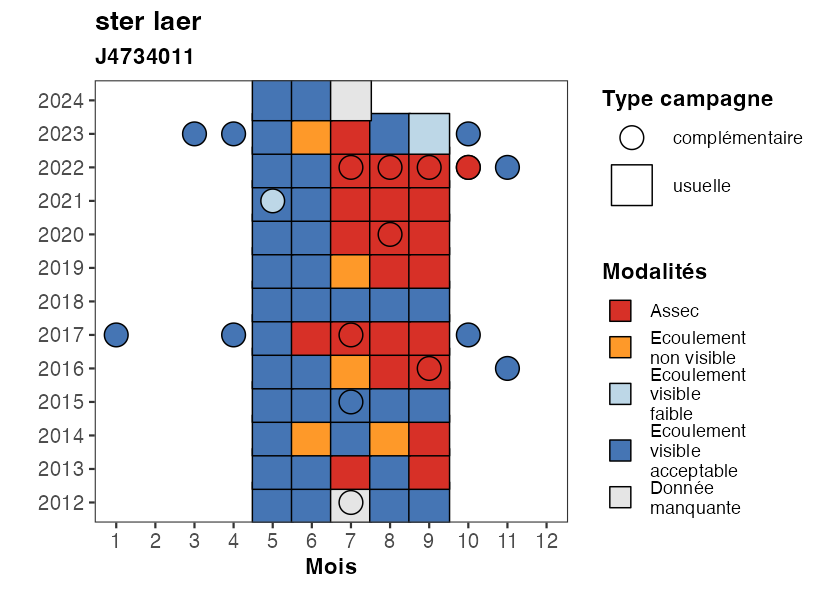 ster laer
J4734011
2024
2023
2022
2021
2020
2019
2018
2017
2016
2015
2014
2013
2012
1 2 3 4 5 6 7 8 9 10 11 12
Mois
Type campagne
complémentaire
usuelle
Modalités
Assec
Ecoulement
non visible
Ecoulement
visible
faible
Ecoulement
visible
acceptable
Donnée
manquante